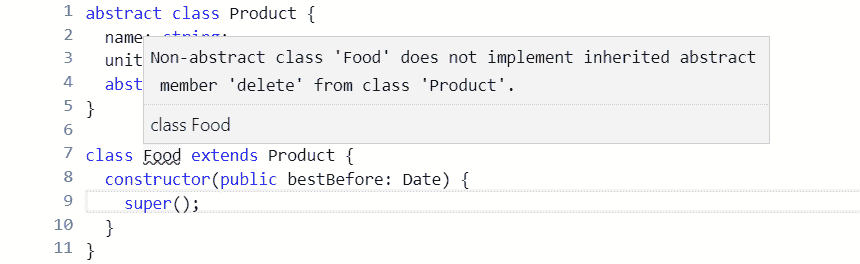 1 abstract class Product {
2 name: string;
3 unit
4 abst
5 }
6
7 class Food extends Product {
8 constructor(public bestBefore: Date) {
9 super();
10 }
11 }
Non-abstract class 'Food' does not implement inherited abstract
member 'delete' from class 'Product'.
class Food